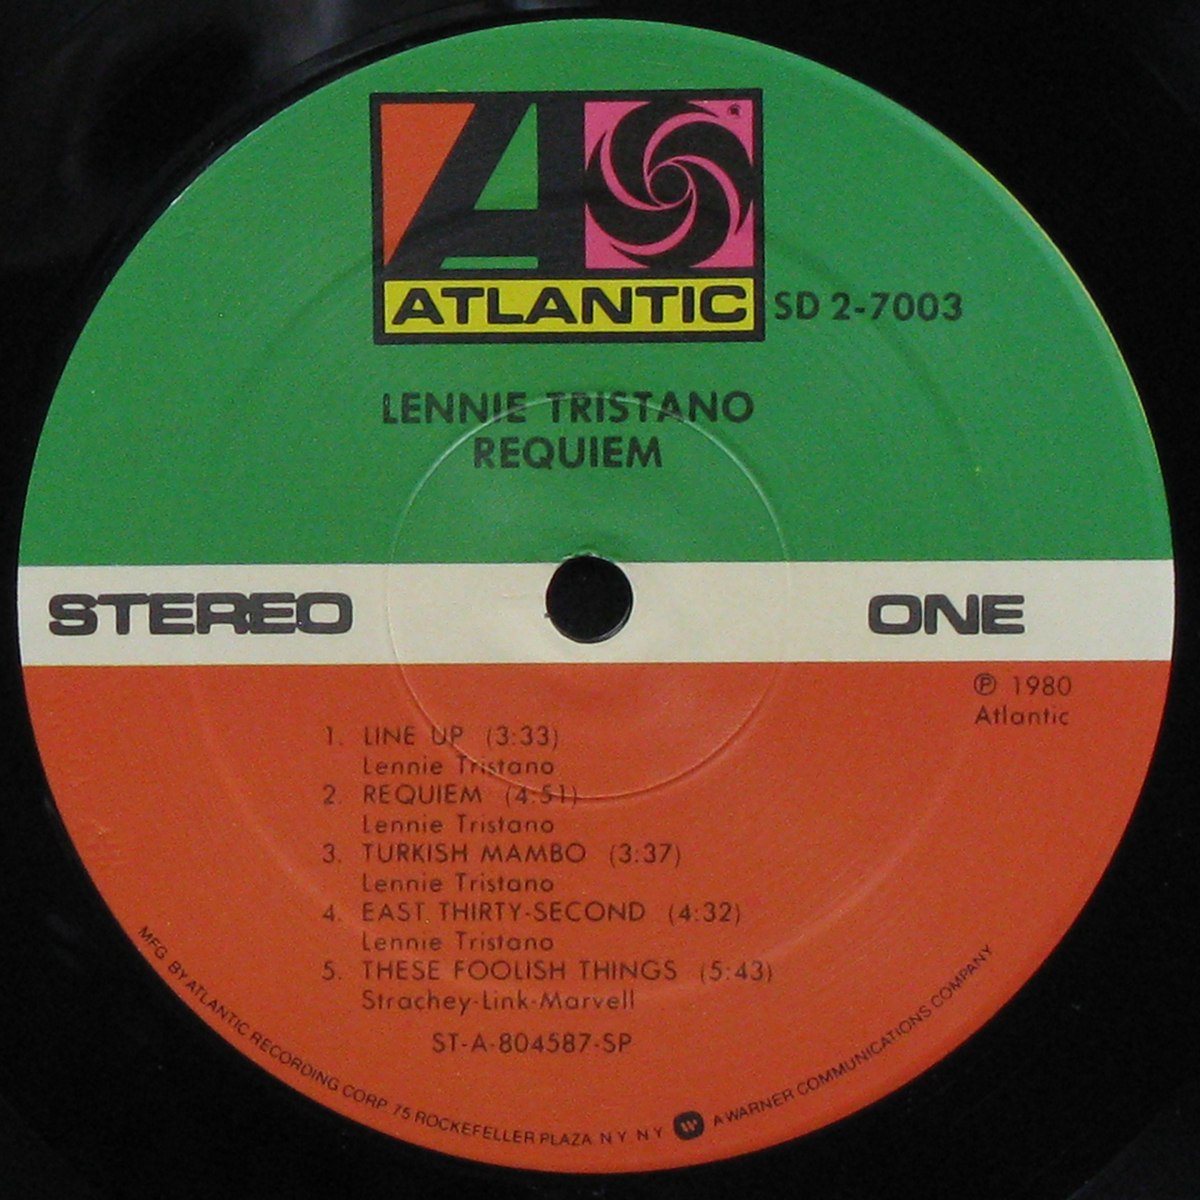 ATLANTIC
SD 2-7003
LENNIE TRISTANO
REQUIEM
STEREO
ONE
℗ 1980
Atlantic
1. LINE UP (3:33)
Lennie Tristano
2. REQUIEM (4:51)
Lennie Tristano
3. TURKISH MAMBO (3:37)
Lennie Tristano
4. EAST THIRTY-SECOND (4:32)
Lennie Tristano
5. THESE FOOLISH THINGS (5:43)
Strachey-Link-Marvell
ST-A-804587-SP
MFG. BY ATLANTIC RECORDING CORP. 75 ROCKEFELLER PLAZA N Y N Y W A WARNER COMMUNICATIONS COMPANY